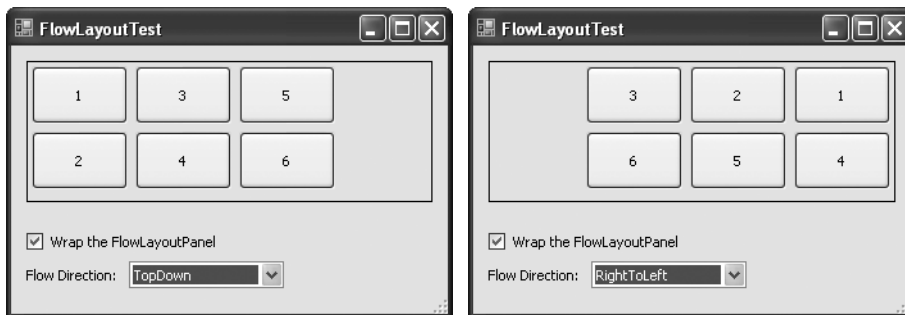 FlowLayoutTest
1 3 5
2 4 6
Wrap the FlowLayoutPanel
Flow Direction: TopDown
FlowLayoutTest
3 2 1
6 5 4
Wrap the FlowLayoutPanel
Flow Direction: RightToLeft